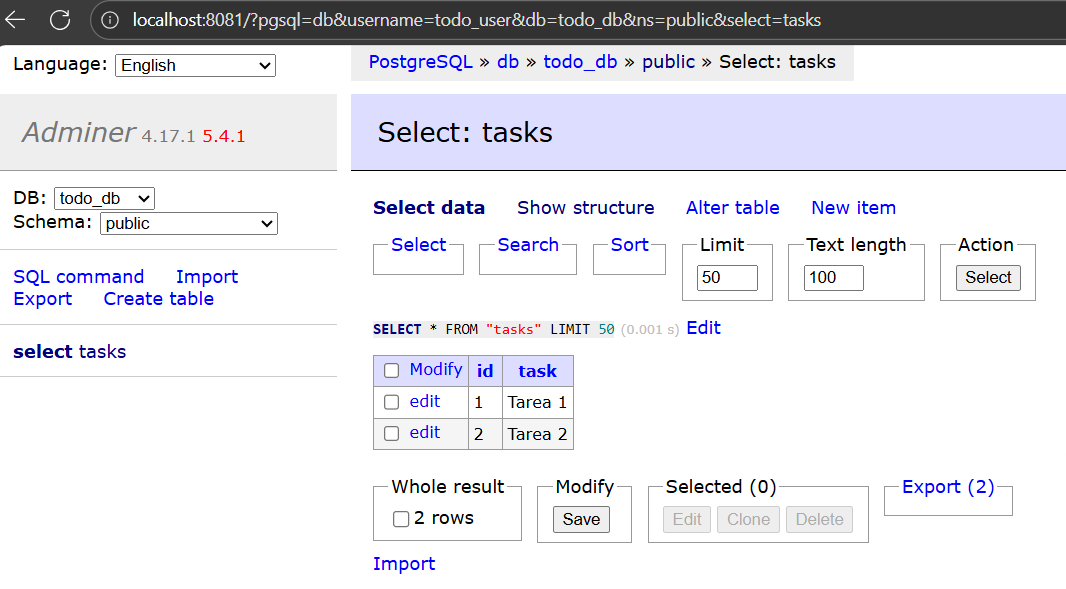 localhost:8081/?pgsql=db&username=todo_user&db=todo_db&ns=public&select=tasks
Language: English
Adminer 4.17.1 5.4.1
DB: todo_db
Schema: public
SQL command Import
Export Create table
select tasks
PostgreSQL » db » todo_db » public » Select: tasks
Select: tasks
Select data Show structure Alter table New item
Select Search Sort Limit Text length Action
50 100 Select
SELECT * FROM "tasks" LIMIT 50 (0.001 s) Edit
Modify id task
edit 1 Tarea 1
edit 2 Tarea 2
Whole result Modify Selected (0) Export (2)
2 rows Save Edit Clone Delete
Import